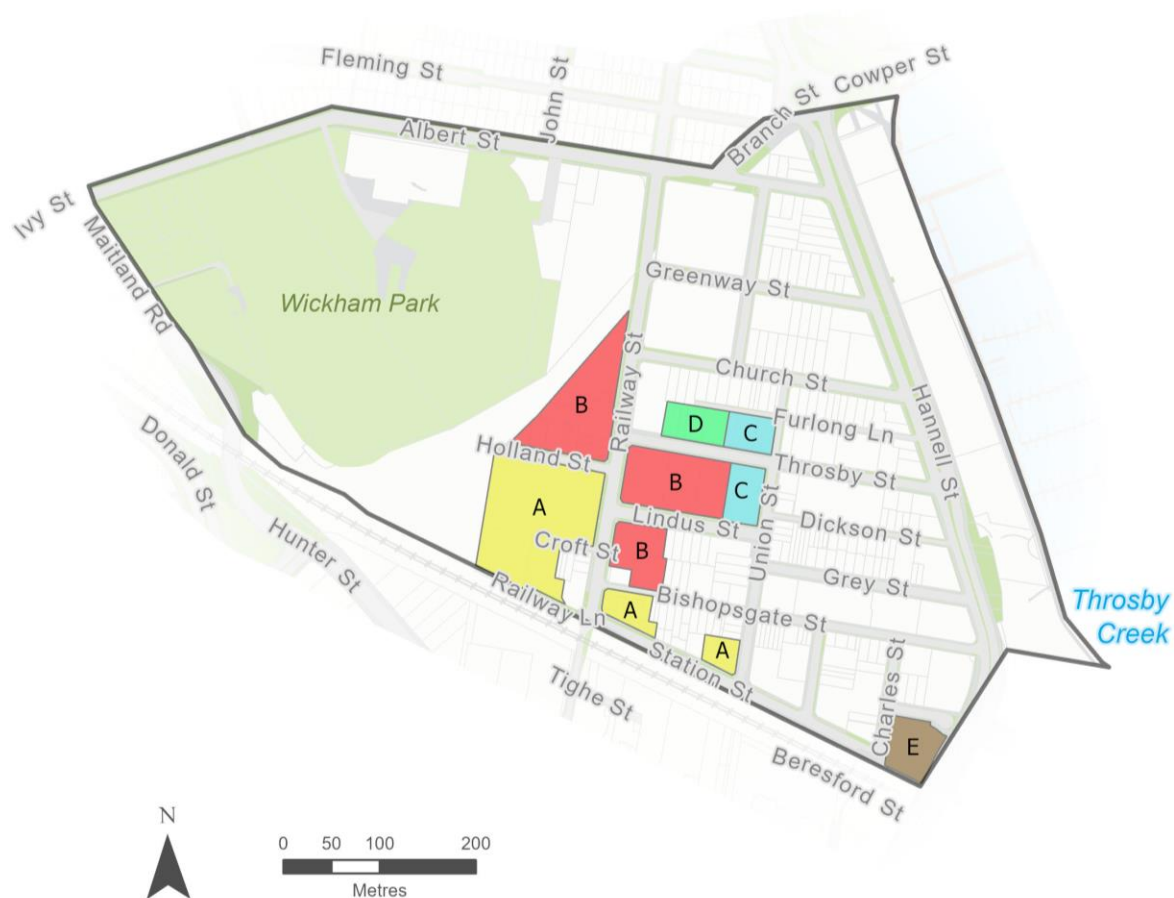 Fleming St
John St
Branch St
Cowper St
Albert St
Ivy St
Maitland Rd
Wickham Park
Greenway St
Railway St
Church St
Hannell St
B
D
C
Furlong Ln
Donald St
Holland St
Throsby St
B
C
A
Lindus St
Union St
Dickson St
Hunter St
Croft St
B
Grey St
Railway Ln
A
Bishopsgate St
Throsby
Creek
A
Station St
Tighe St
Charles St
E
Beresford St
N
0 50 100 200
Metres